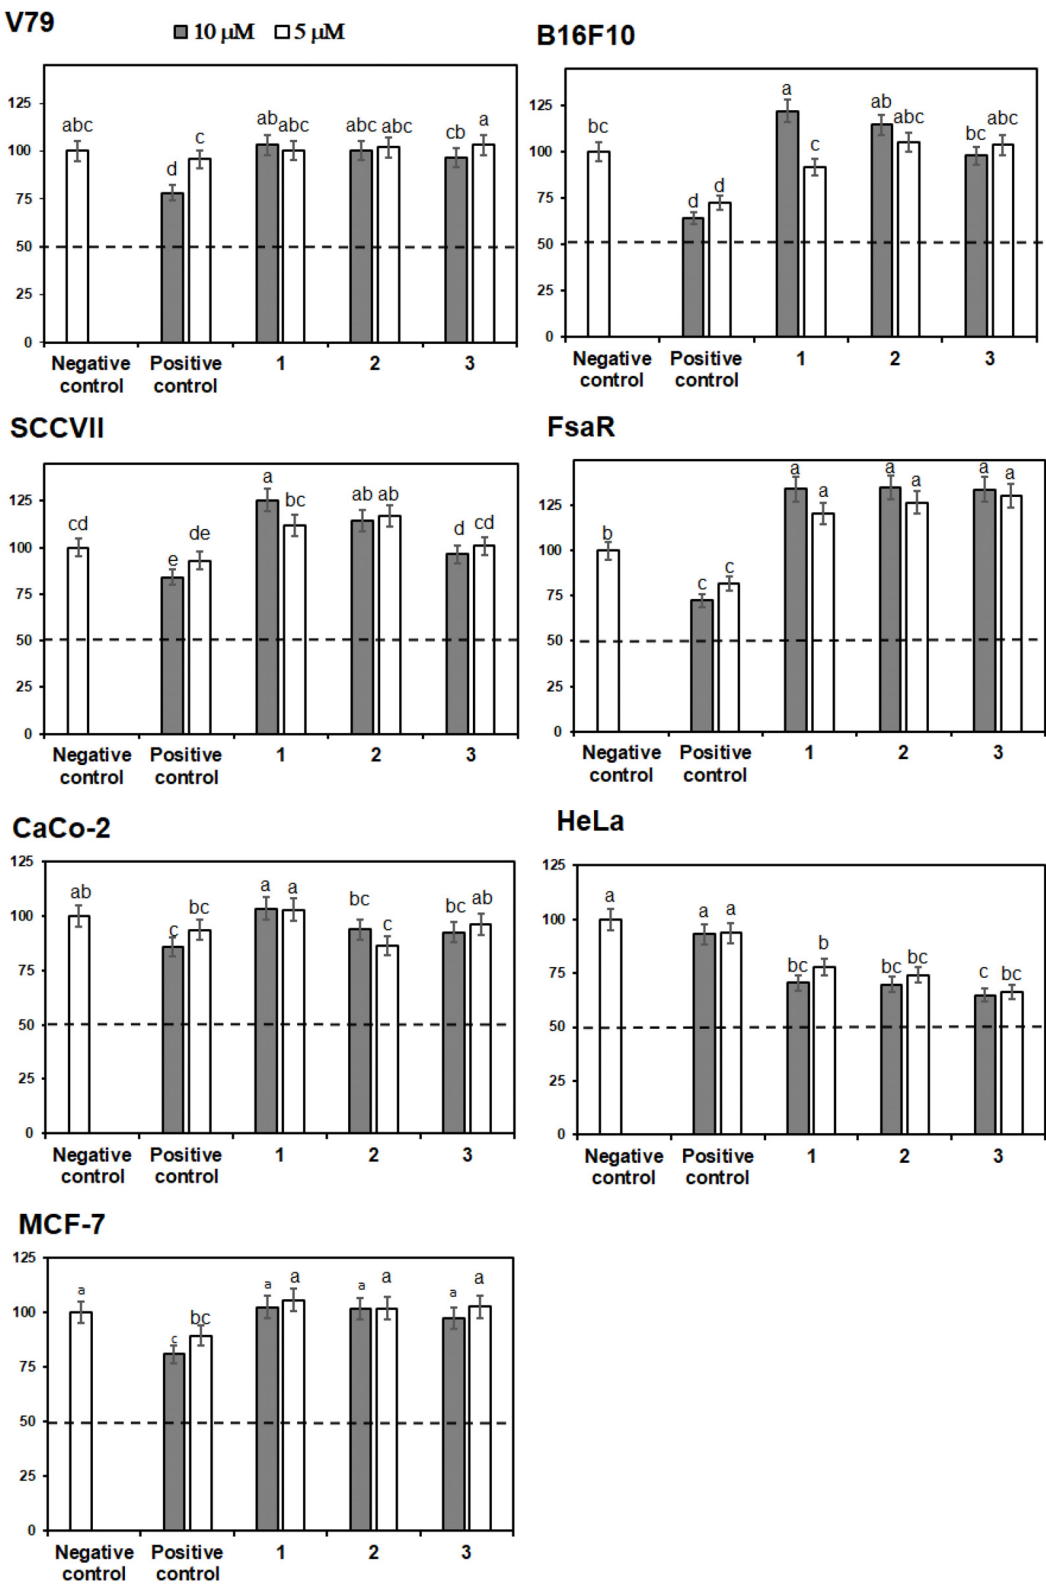 V79
■ 10 µM □ 5 µM
125
100
75
50
25
0
abc
d
c
ab
abc
abc
abc
cb
a
Negative control
Positive control
1
2
3
B16F10
125
100
75
50
25
0
bc
d
d
a
c
ab
abc
bc
abc
Negative control
Positive control
1
2
3
SCCVII
125
100
75
50
25
0
cd
e
de
a
bc
ab
ab
d
cd
Negative control
Positive control
1
2
3
FsaR
125
100
75
50
25
0
b
c
c
a
a
a
a
a
a
Negative control
Positive control
1
2
3
CaCo-2
125
100
75
50
25
0
ab
c
bc
a
a
bc
c
bc
ab
Negative control
Positive control
1
2
3
HeLa
125
100
75
50
25
0
a
a
a
bc
b
bc
bc
c
bc
Negative control
Positive control
1
2
3
MCF-7
125
100
75
50
25
0
a
c
bc
a
a
a
a
a
a
Negative control
Positive control
1
2
3